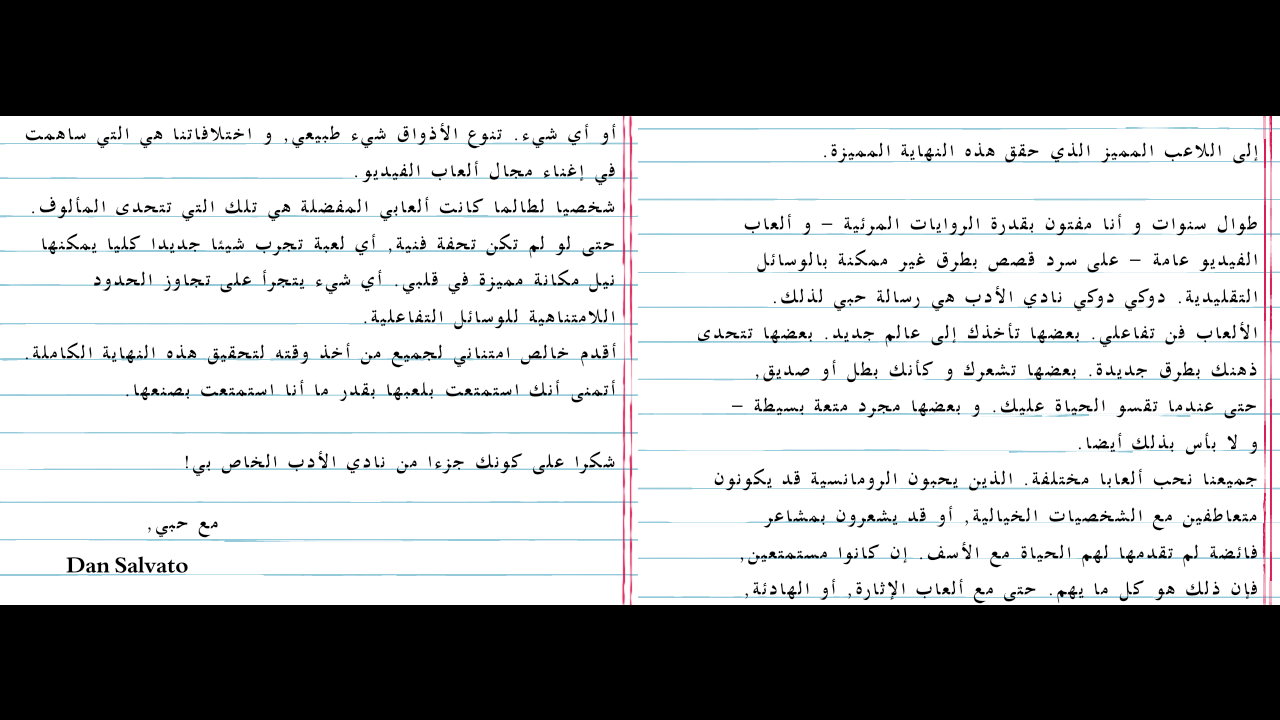 إلى اللاعب المميز الذي حقق هذه النهاية المميزة.
طوال سنوات و أنا مفتون بقدرة الروايات المرئية – و ألعاب
الفيديو عامة – على سرد قصص بطرق غير ممكنة بالوسائل
التقليدية. دوكي دوكي نادي الأدب هي رسالة حبي لذلك.
الألعاب فن تفاعلي. بعضها تأخذك إلى عالم جديد. بعضها تتحدى
ذهنك بطرق جديدة. بعضها تشعرك و كأنك بطل أو صديق,
حتى عندما تقسو الحياة عليك. و بعضها مجرد متعة بسيطة –
و لا بأس بذلك أيضا.
جميعنا نحب ألعابا مختلفة. الذين يحبون الرومانسية قد يكونون
متعاطفين مع الشخصيات الخيالية, أو قد يشعرون بمشاعر
فائضة لم تقدمها لهم الحياة مع الأسف. إن كانوا مستمتعين,
فإن ذلك هو كل ما يهم. حتى مع ألعاب الإثارة, أو الهادئة,
أو أي شيء. تنوع الأذواق شيء طبيعي, و اختلافاتنا هي التي ساهمت
في إغناء مجال ألعاب الفيديو.
شخصيا لطالما كانت ألعابي المفضلة هي تلك التي تتحدى المألوف.
حتى لو لم تكن تحفة فنية, أي لعبة تجرب شيئا جديدا كليا يمكنها
نيل مكانة مميزة في قلبي. أي شيء يتجرأ على تجاوز الحدود
اللامتناهية للوسائل التفاعلية.
أقدم خالص امتناني لجميع من أخذ وقته لتحقيق هذه النهاية الكاملة.
أتمنى أنك استمتعت بلعبها بقدر ما أنا استمتعت بصنعها.
شكرا على كونك جزءا من نادي الأدب الخاص بي!
مع حبي,
Dan Salvato